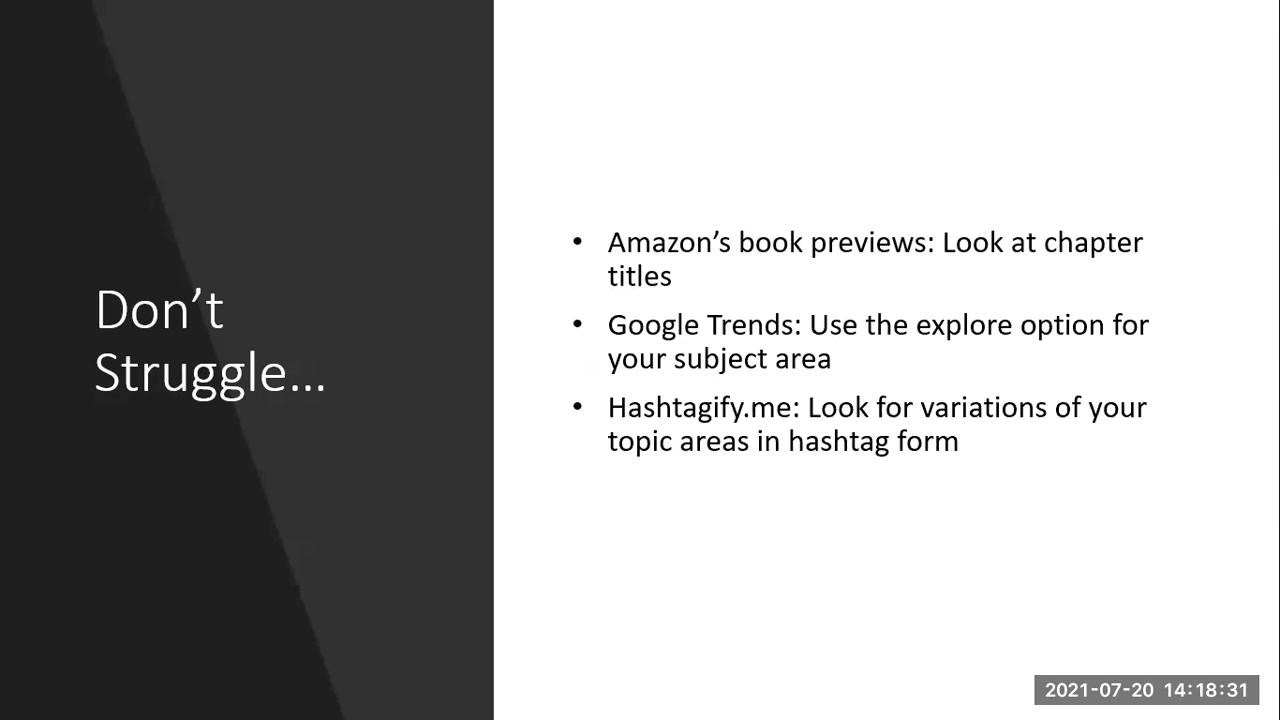 Don’t
Struggle…
• Amazon’s book previews: Look at chapter
titles
• Google Trends: Use the explore option for
your subject area
• Hashtagify.me: Look for variations of your
topic areas in hashtag form
2021-07-20 14:18:31